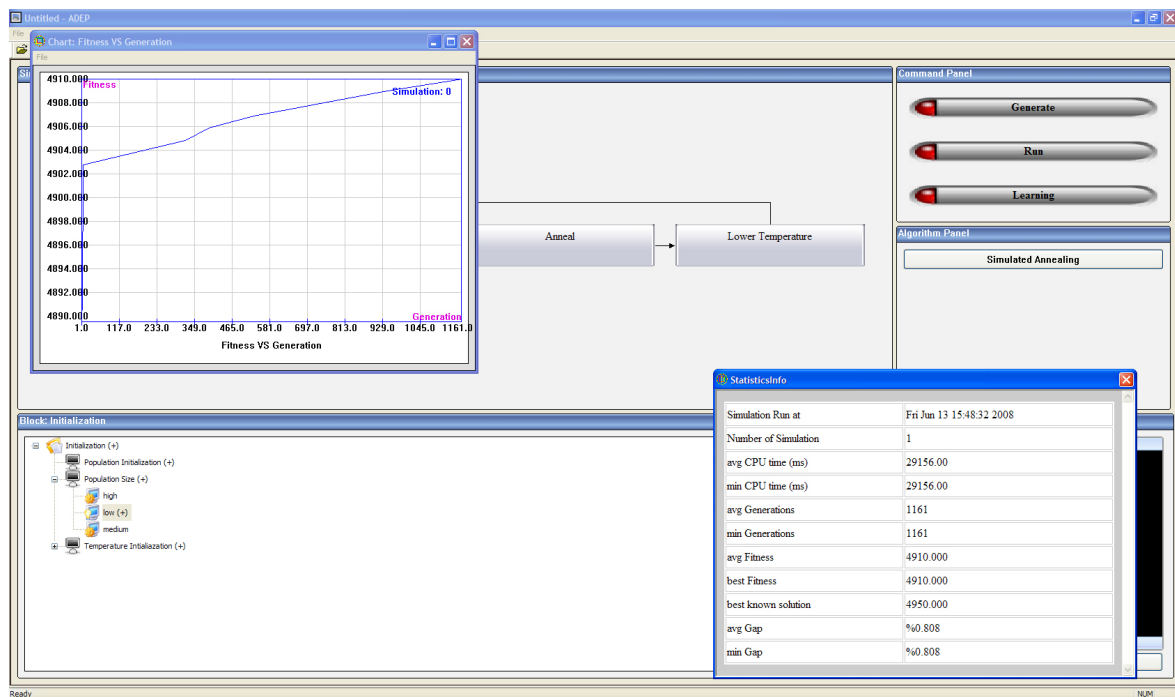 Untitled - ADEP
File
Chart: Fitness VS Generation
File
4910.000
Fitness
Simulation: 0
4908.000
4906.000
4904.000
4902.000
4900.000
4898.000
4896.000
4894.000
4892.000
4890.000
Generation
1.0 117.0 233.0 349.0 465.0 581.0 697.0 813.0 929.0 1045.0 1161.0
Fitness VS Generation
Anneal
Lower Temperature
Command Panel
Generate
Run
Learning
Algorithm Panel
Simulated Annealing
Block: Initialization
Initialization (+)
Population Initialization (+)
Population Size (+)
high
low (+)
medium
Temperature Intialiazation (+)
StatisticsInfo
Simulation Run at Fri Jun 13 15:48:32 2008
Number of Simulation 1
avg CPU time (ms) 29156.00
min CPU time (ms) 29156.00
avg Generations 1161
min Generations 1161
avg Fitness 4910.000
best Fitness 4910.000
best known solution 4950.000
avg Gap %0.808
min Gap %0.808
Ready
NUM